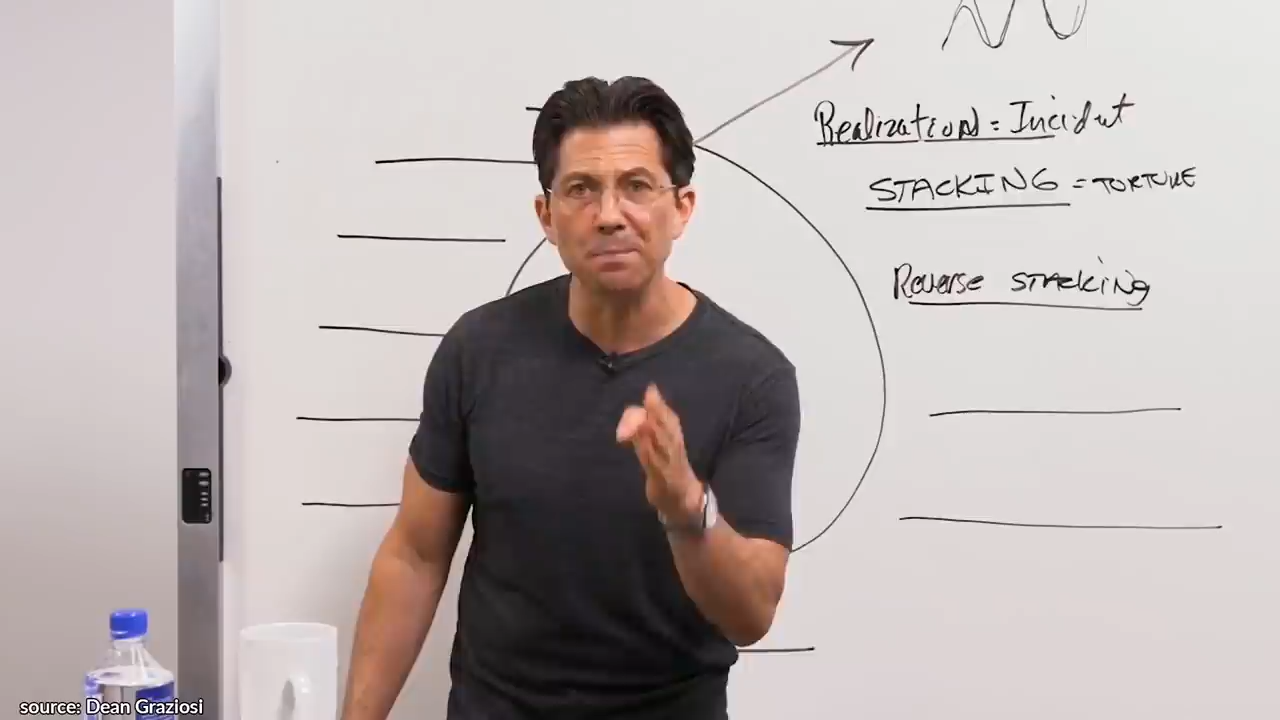 Realization = Incident
STACKING = TORTURE
Reverse STACKING
source: Dean Graziosi